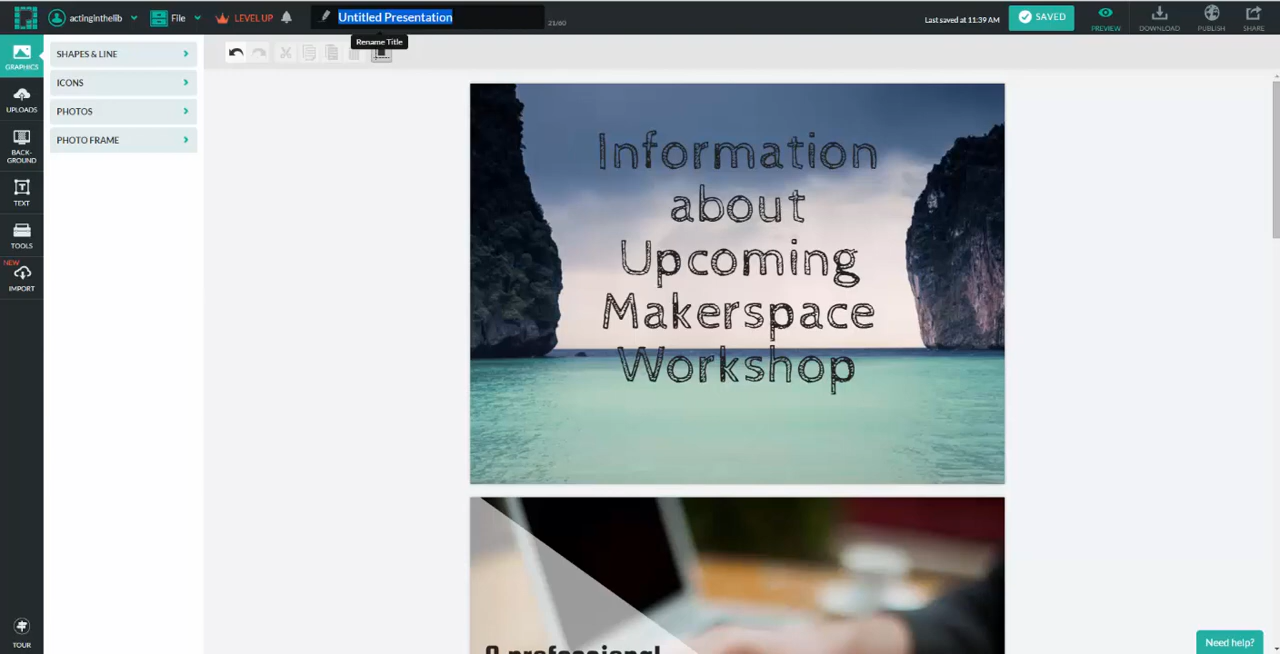 actinginthelib
File
LEVEL UP
Untitled Presentation
21/60
Last saved at 11:39 AM
SAVED
PREVIEW
DOWNLOAD
PUBLISH
SHARE
Rename Title
GRAPHICS
UPLOADS
BACK-
GROUND
TEXT
TOOLS
NEW
IMPORT
TOUR
SHAPES & LINE
ICONS
PHOTOS
PHOTO FRAME
Information
about
Upcoming
Makerspace
Workshop
A professional
Need help?